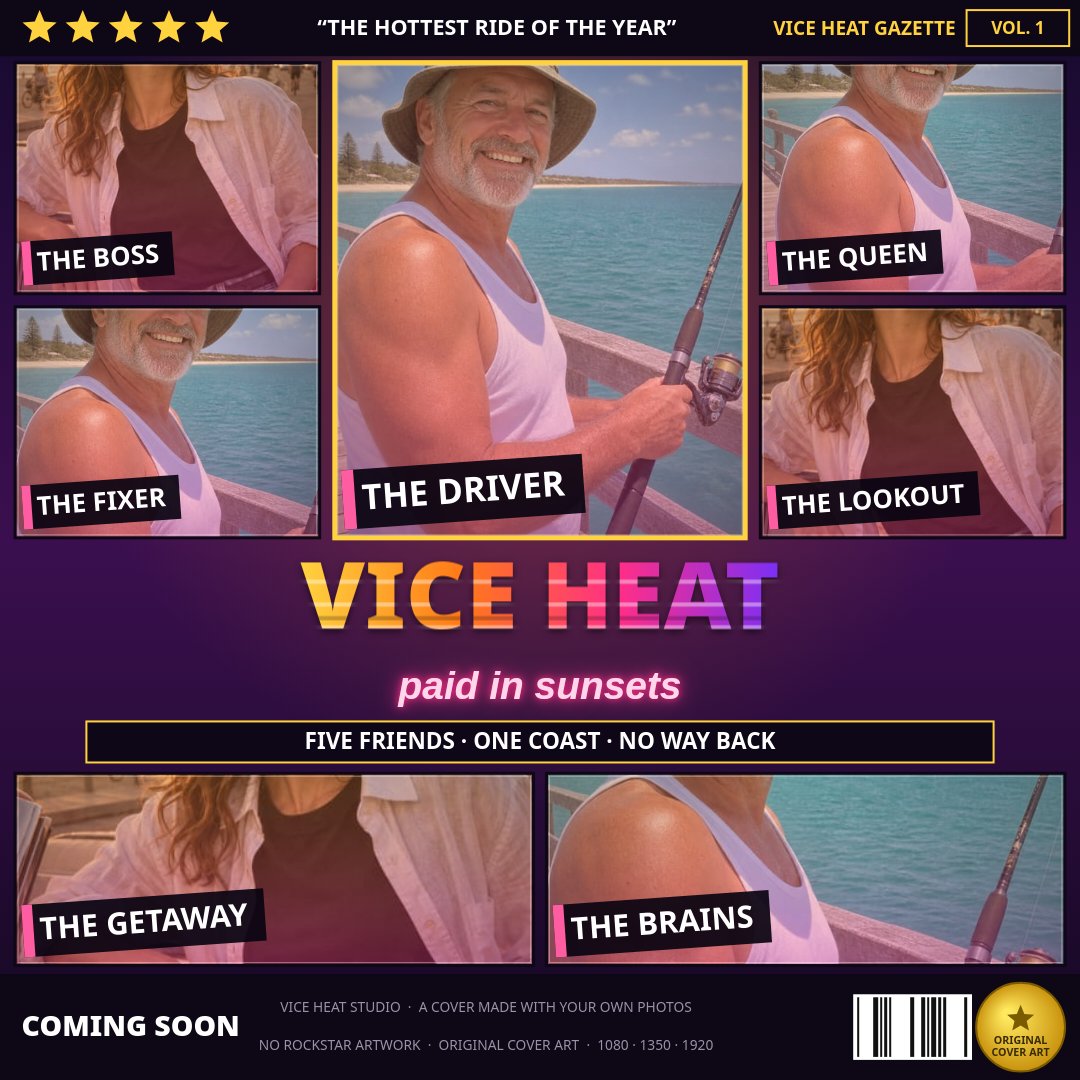 “THE HOTTEST RIDE OF THE YEAR”
VICE HEAT GAZETTE
VOL. 1
THE BOSS
THE DRIVER
THE QUEEN
THE FIXER
THE LOOKOUT
VICE HEAT
paid in sunsets
FIVE FRIENDS · ONE COAST · NO WAY BACK
THE GETAWAY
THE BRAINS
COMING SOON
VICE HEAT STUDIO · A COVER MADE WITH YOUR OWN PHOTOS
NO ROCKSTAR ARTWORK · ORIGINAL COVER ART · 1080 · 1350 · 1920
ORIGINAL
COVER ART